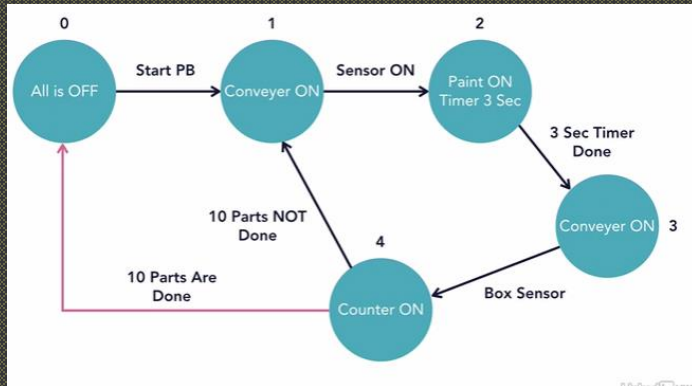 0
1
2
All is OFF
Start PB
Conveyer ON
Sensor ON
Paint ON
Timer 3 Sec
3 Sec Timer
Done
Conveyer ON
3
10 Parts NOT
Done
4
10 Parts Are
Done
Counter ON
Box Sensor